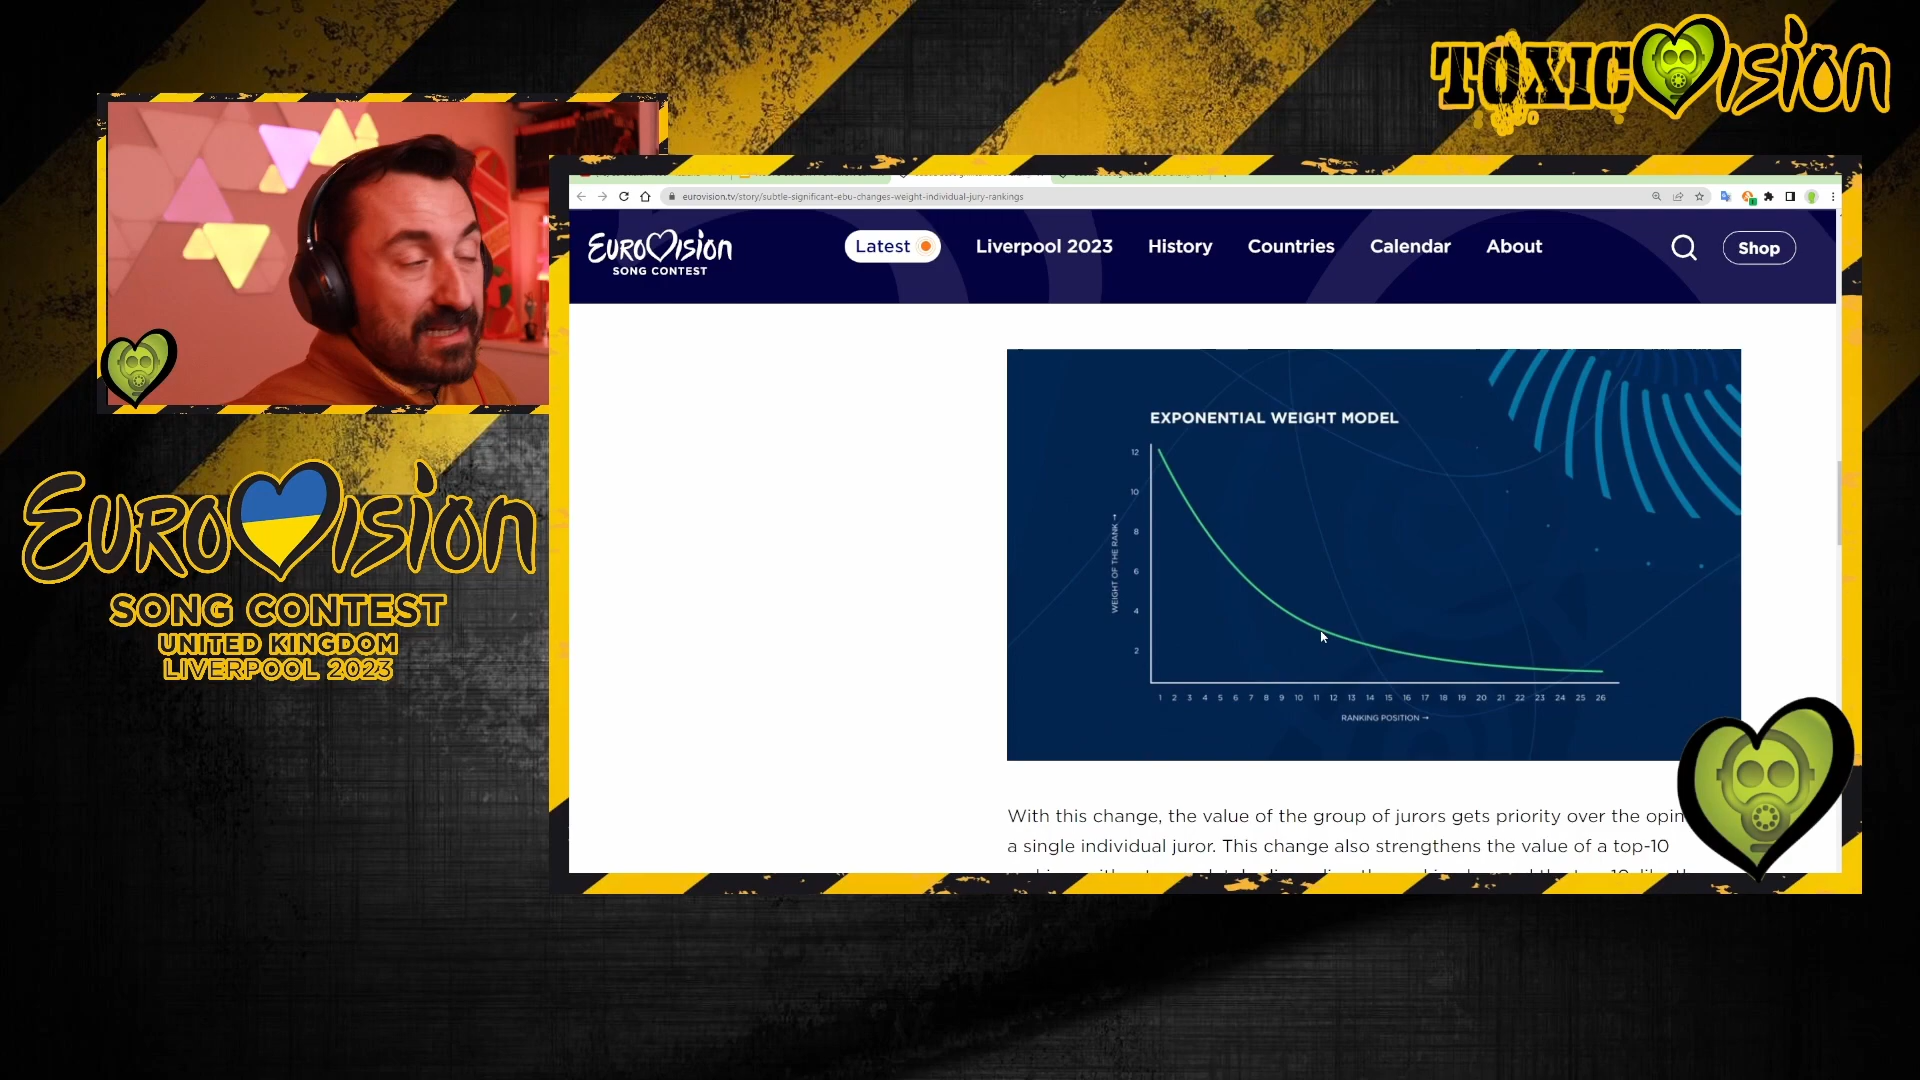 TOXICVision
eurovision.tv/story/subtle-significant-ebu-changes-weight-individual-jury-rankings
EUROVISION
SONG CONTEST
Latest
Liverpool 2023
History
Countries
Calendar
About
Shop
EXPONENTIAL WEIGHT MODEL
12
10
8
6
4
2
WEIGHT OF THE RANK →
1 2 3 4 5 6 7 8 9 10 11 12 13 14 15 16 17 18 19 20 21 22 23 24 25 26
RANKING POSITION →
With this change, the value of the group of jurors gets priority over the
a single individual juror. This change also strengthens the value of a top-10
EUROVISION
SONG CONTEST
UNITED KINGDOM
LIVERPOOL 2023